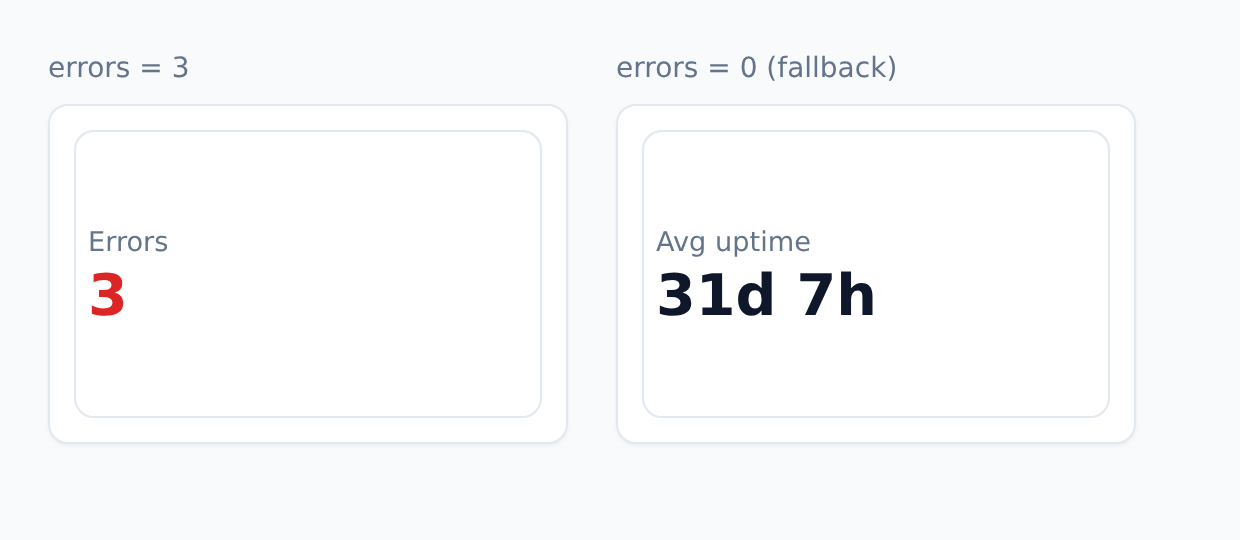 errors = 3
Errors
3
errors = 0 (fallback)
Avg uptime
31d 7h